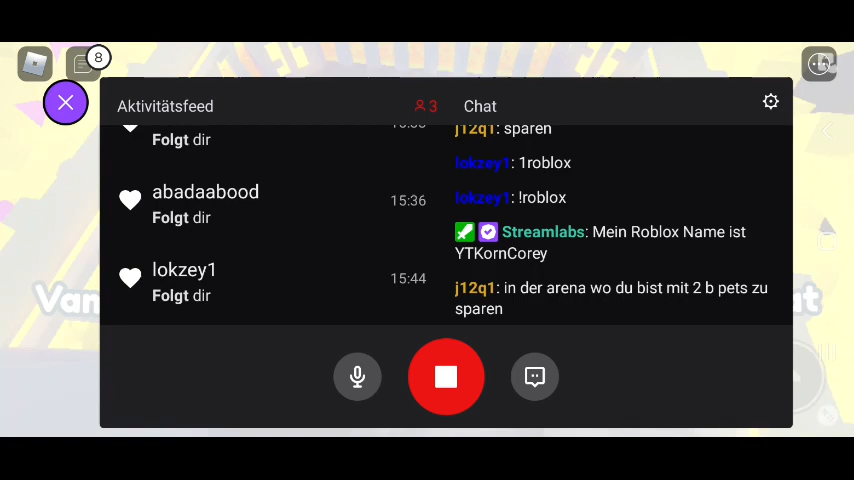 8
Aktivitätsfeed
3
Chat
Folgt dir
abadaabood
15:36
Folgt dir
lokzey1
15:44
Folgt dir
j12q1: sparen
lokzey1: 1roblox
lokzey1: !roblox
Streamlabs: Mein Roblox Name ist
YTKornCorey
j12q1: in der arena wo du bist mit 2 b pets zu
sparen